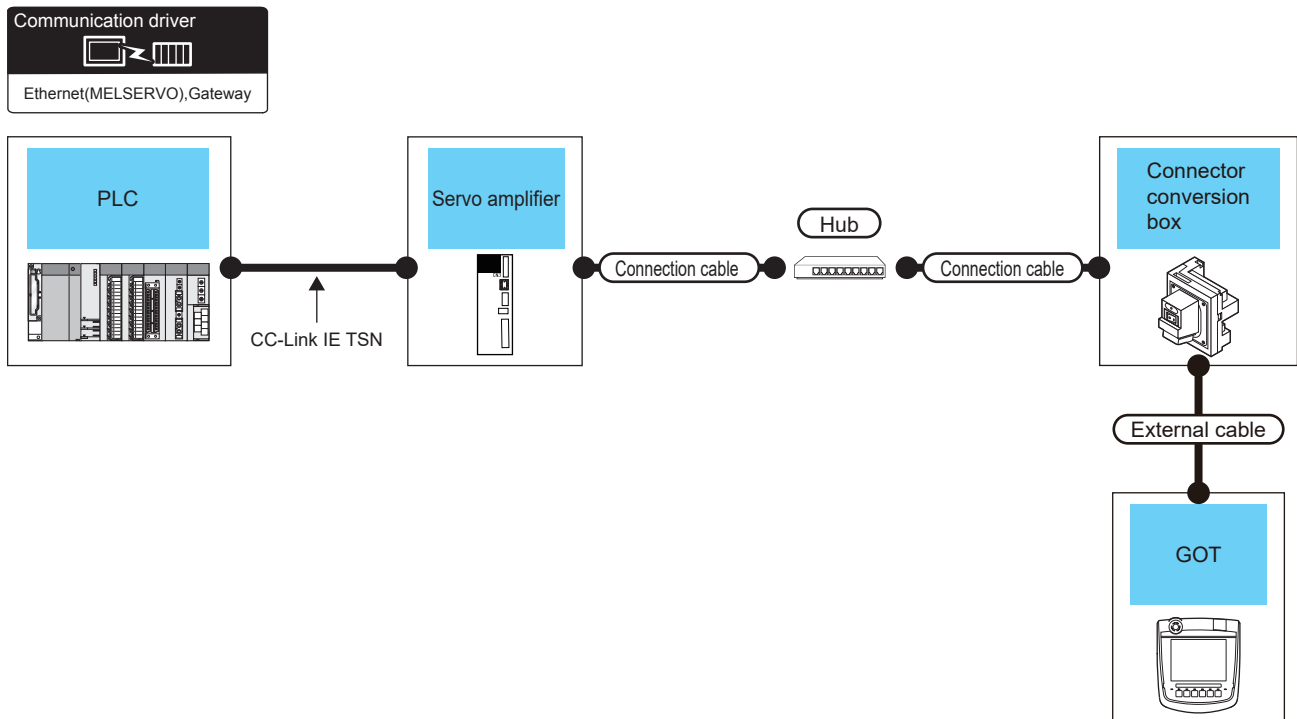 Communication driver
Ethernet(MELSERVO),Gateway
PLC
Servo amplifier
Hub
Connector
conversion
box
Connection cable
Connection cable
CC-Link IE TSN
External cable
GOT